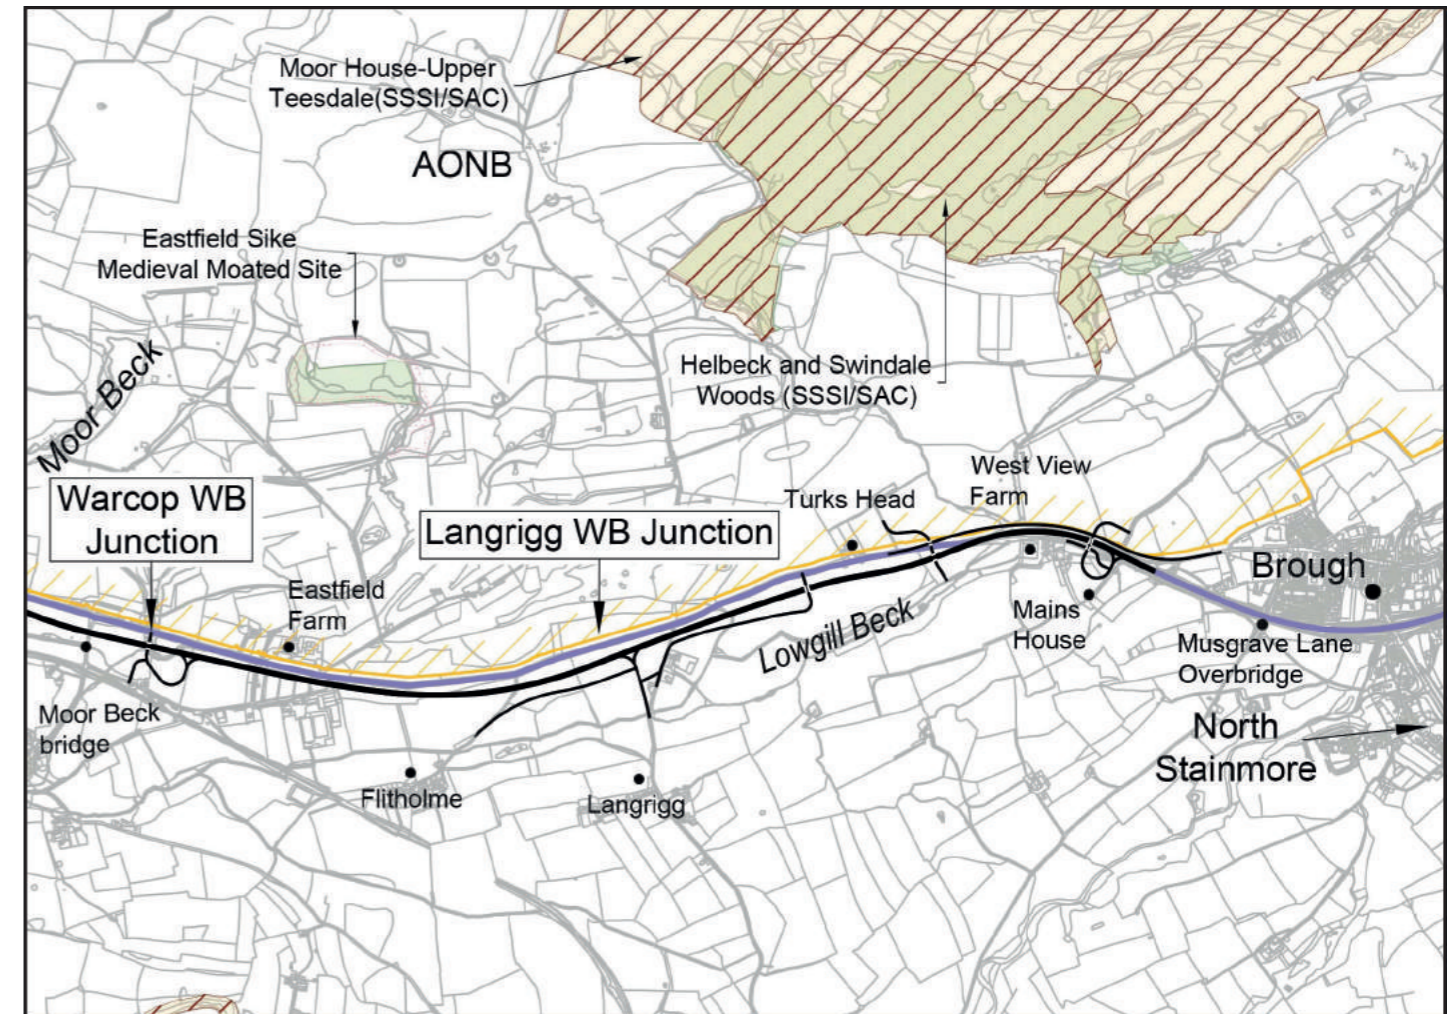 Moor House-Upper
Teesdale(SSSI/SAC)
AONB
Eastfield Sike
Medieval Moated Site
Moor Beck
Helbeck and Swindale
Woods (SSSI/SAC)
Warcop WB
Junction
Langrigg WB Junction
Turks Head
West View
Farm
Eastfield
Farm
Brough
Mains
House
Lowgill Beck
Musgrave Lane
Overbridge
Moor Beck
bridge
North
Stainmore
Flitholme
Langrigg